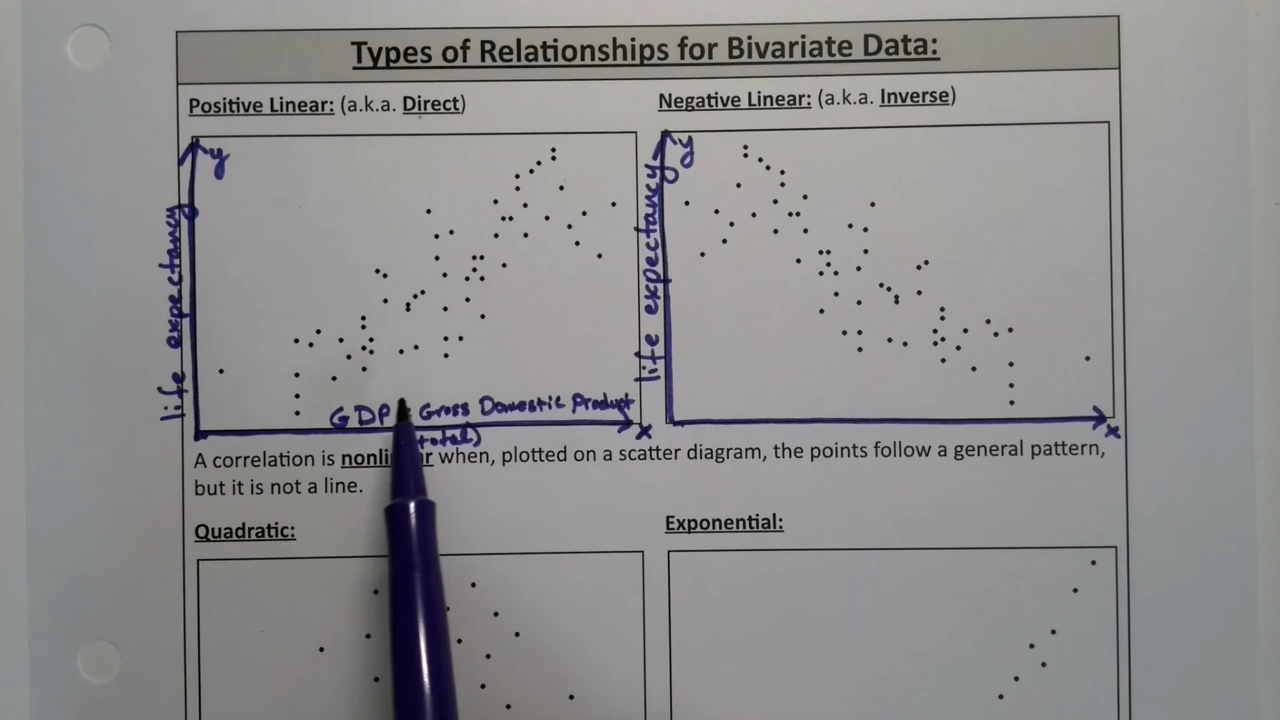 Types of Relationships for Bivariate Data:
Positive Linear: (a.k.a. Direct)
Negative Linear: (a.k.a. Inverse)
y
life expectancy
GDP: Gross Domestic Product
(total)
x
y
life expectancy
x
A correlation is when, plotted on a scatter diagram, the points follow a general pattern,
but it is not a line.
Quadratic:
Exponential: